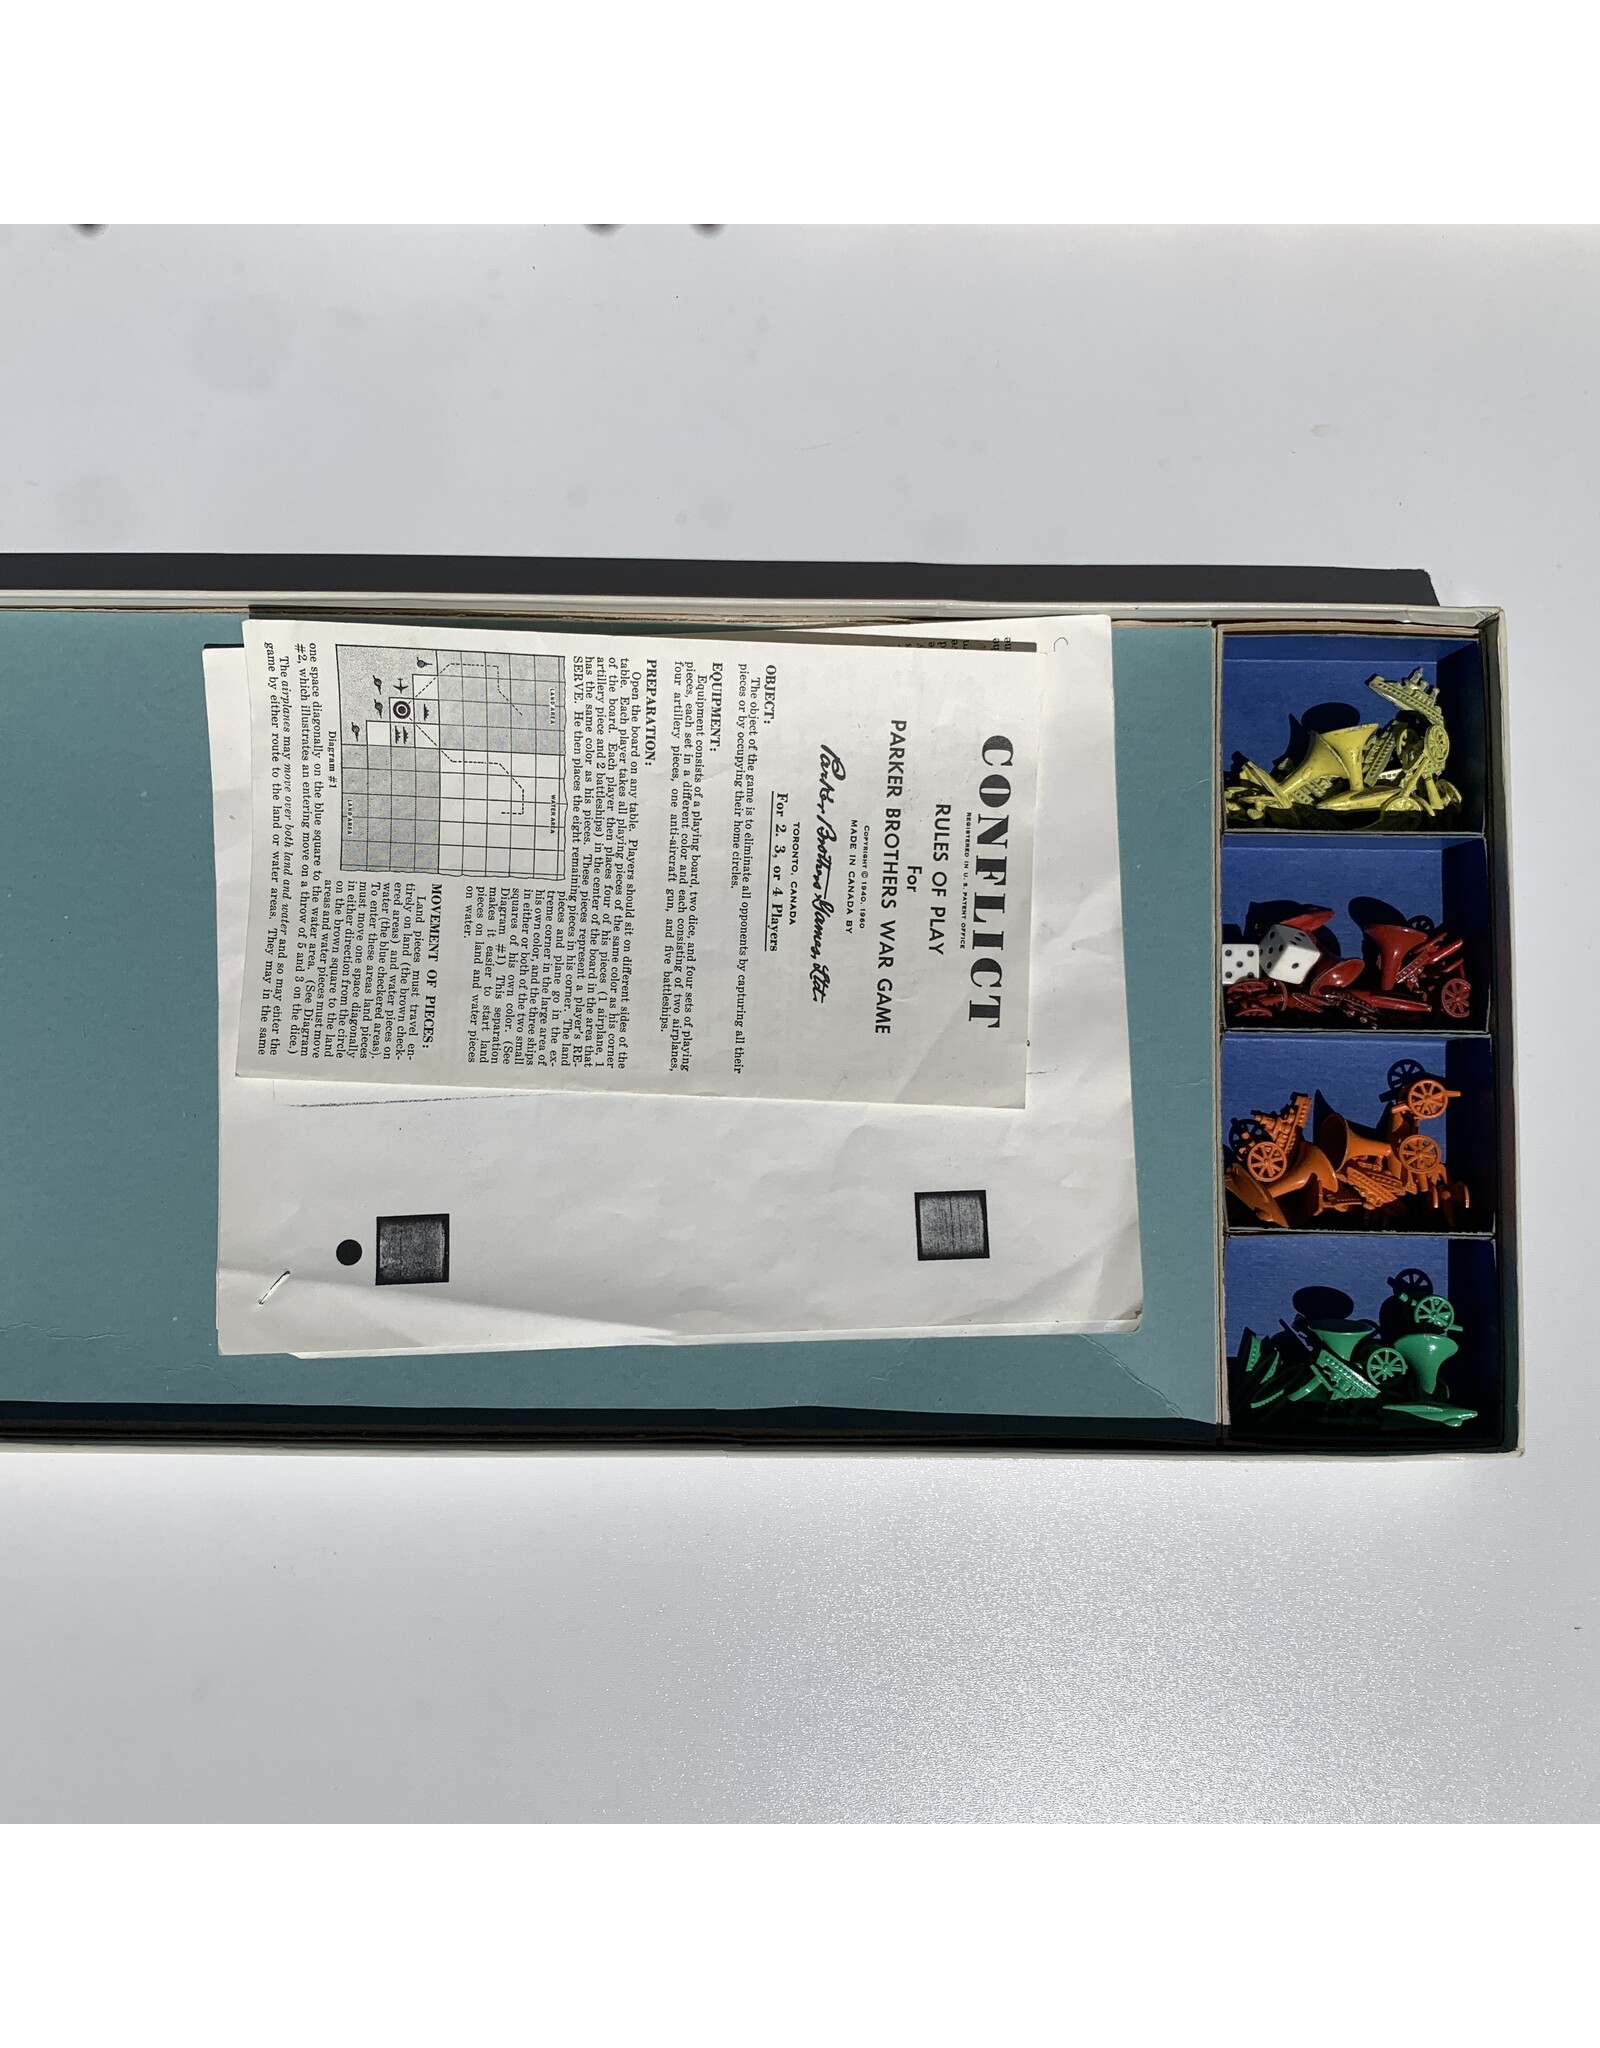 CONFLICT
REGISTERED IN U. S. PATENT OFFICE
RULES OF PLAY
For
PARKER BROTHERS WAR GAME
COPYRIGHT © 1940, 1960
MADE IN CANADA BY
Parker Brothers Games, Ltd.
TORONTO, CANADA
For 2, 3, or 4 Players
OBJECT:
The object of the game is to eliminate all opponents by capturing all their
pieces or by occupying their home circles.
EQUIPMENT:
Equipment consists of a playing board, two dice, and four sets of playing
pieces, each set in a different color and each consisting of two airplanes,
four artillery pieces, one anti-aircraft gun, and five battleships.
PREPARATION:
Open the board on any table. Players should sit on different sides of the
table. Each player takes all playing pieces of the same color as his corner
of the board. Each player then places four of his pieces (1 airplane, 1
artillery piece and 2 battleships) in the center of the board in the area that
has the same color as his pieces. These pieces represent a player's RE-
SERVE. He then places the eight remaining pieces in his corner. The land
pieces and plane go in the ex-
treme corner in the large area of
his own color, and the three ships
in either or both of the two small
squares of his own color. (See
Diagram #1) This separation
makes it easier to start land
pieces on land and water pieces
on water.
LAND AREA
WATER AREA
LAND AREA
Diagram #1
MOVEMENT OF PIECES:
Land pieces must travel en-
tirely on land (the brown check-
ered areas) and water pieces on
water (the blue checkered areas).
To enter these areas land pieces
must move one space diagonally
in either direction from the circle
on the brown square to the land
areas and water pieces must move
one space diagonally on the blue square to the water area. (See Diagram
#2, which illustrates an entering move on a throw of 5 and 3 on the dice.)
The airplanes may move over both land and water and so may enter the
game by either route to the land or water areas. They may in the same